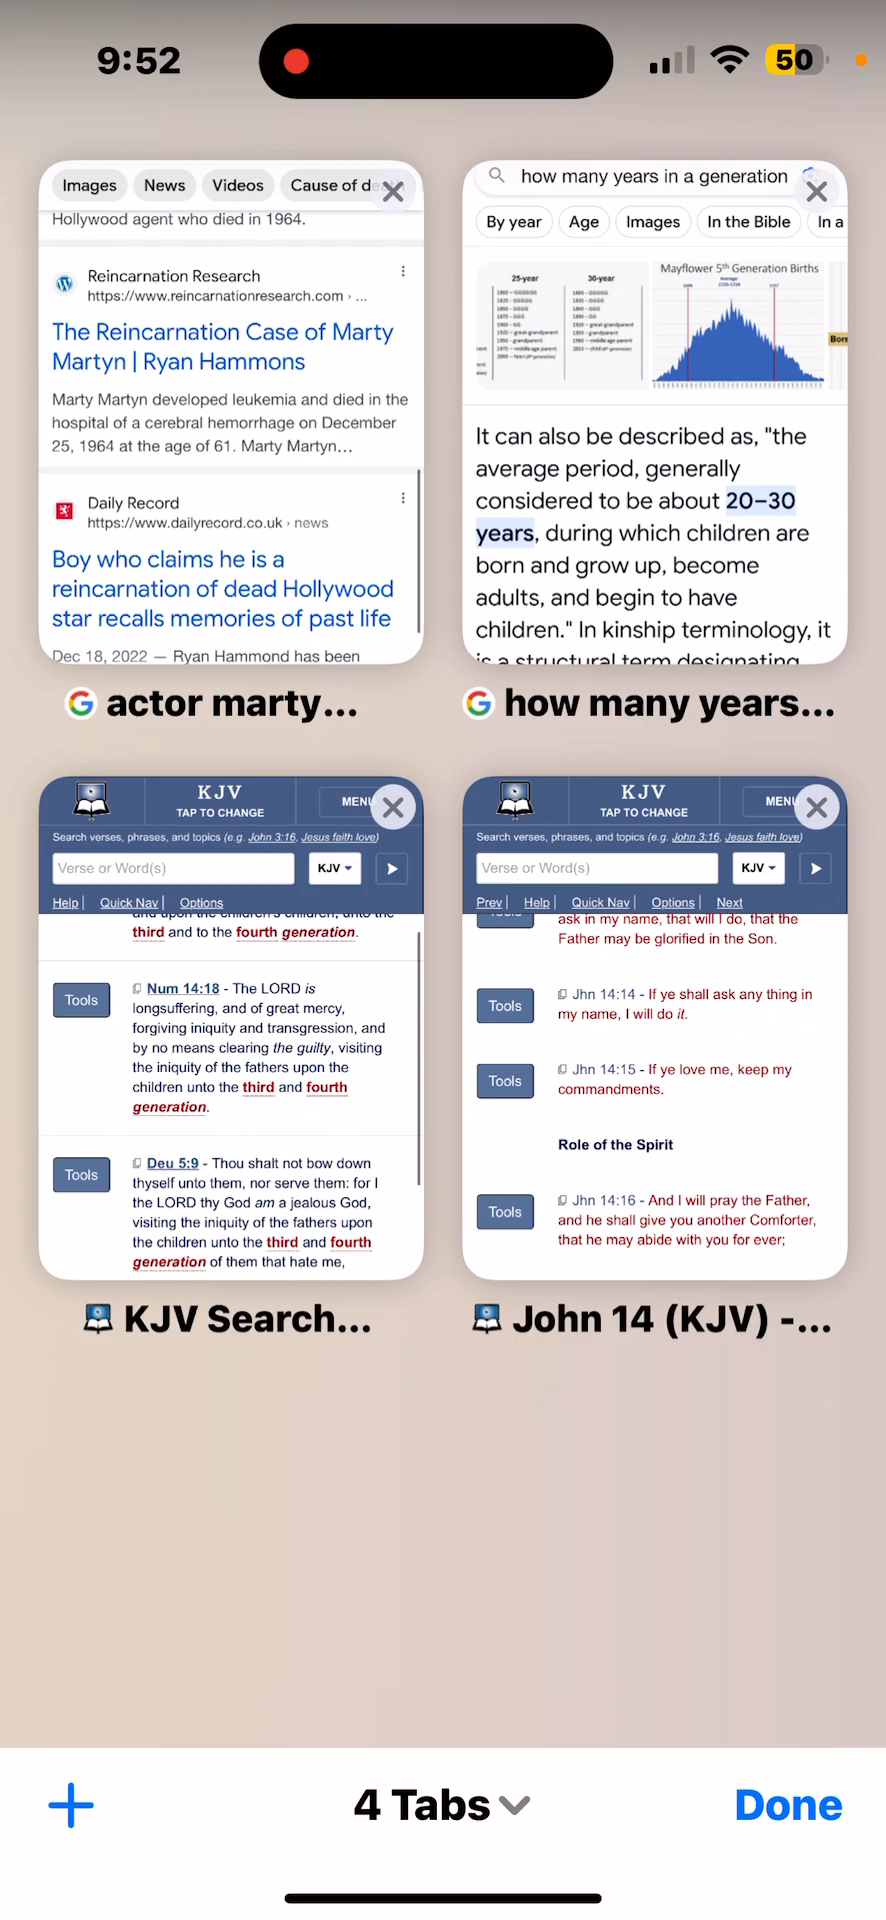 9:52
50
Images News Videos Cause of de
Hollywood agent who died in 1964.
Reincarnation Research
https://www.reincarnationresearch.com › ...
The Reincarnation Case of Marty
Martyn | Ryan Hammons
Marty Martyn developed leukemia and died in the
hospital of a cerebral hemorrhage on December
25, 1964 at the age of 61. Marty Martyn...
Daily Record
https://www.dailyrecord.co.uk › news
Boy who claims he is a
reincarnation of dead Hollywood
star recalls memories of past life
Dec 18, 2022 — Ryan Hammond has been
actor marty...
how many years in a generation
By year Age Images In the Bible In a
25-year 30-year
Mayflower 5th Generation Births
Born
It can also be described as, "the
average period, generally
considered to be about 20–30
years, during which children are
born and grow up, become
adults, and begin to have
children." In kinship terminology, it
is a structural term designating
how many years...
KJV
TAP TO CHANGE
MENU
Search verses, phrases, and topics (e.g. John 3:16, Jesus faith love)
Verse or Word(s) KJV
Help | Quick Nav | Options
and upon the children's children, unto the
third and to the fourth generation.
Tools
Num 14:18 - The LORD is
longsuffering, and of great mercy,
forgiving iniquity and transgression, and
by no means clearing the guilty, visiting
the iniquity of the fathers upon the
children unto the third and fourth
generation.
Tools
Deu 5:9 - Thou shalt not bow down
thyself unto them, nor serve them: for I
the LORD thy God am a jealous God,
visiting the iniquity of the fathers upon
the children unto the third and fourth
generation of them that hate me,
KJV Search...
KJV
TAP TO CHANGE
MENU
Search verses, phrases, and topics (e.g. John 3:16, Jesus faith love)
Verse or Word(s) KJV
Prev | Help | Quick Nav | Options | Next
Tools
ask in my name, that will I do, that the
Father may be glorified in the Son.
Tools
Jhn 14:14 - If ye shall ask any thing in
my name, I will do it.
Tools
Jhn 14:15 - If ye love me, keep my
commandments.
Role of the Spirit
Tools
Jhn 14:16 - And I will pray the Father,
and he shall give you another Comforter,
that he may abide with you for ever;
John 14 (KJV) -...
4 Tabs
Done